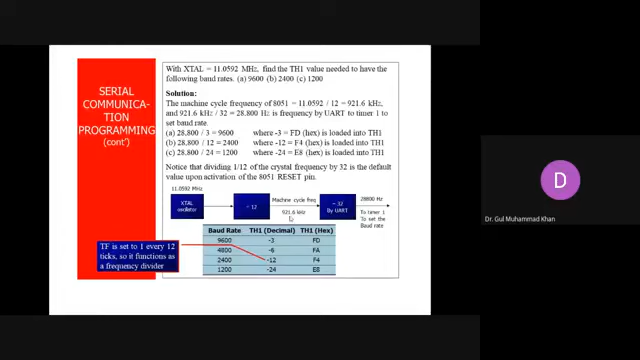 SERIAL
COMMUNICA-
TION
PROGRAMMING
(cont')
With XTAL = 11.0592 MHz, find the TH1 value needed to have the
following baud rates. (a) 9600 (b) 2400 (c) 1200
Solution:
The machine cycle frequency of 8051 = 11.0592 / 12 = 921.6 kHz,
and 921.6 kHz / 32 = 28,800 Hz is frequency by UART to timer 1 to
set baud rate.
(a) 28,800 / 3 = 9600 where -3 = FD (hex) is loaded into TH1
(b) 28,800 / 12 = 2400 where -12 = F4 (hex) is loaded into TH1
(c) 28,800 / 24 = 1200 where -24 = E8 (hex) is loaded into TH1
Notice that dividing 1/12 of the crystal frequency by 32 is the default
value upon activation of the 8051 RESET pin.
11.0592 MHz
XTAL
oscillator
÷ 12
Machine cycle freq
921.6 kHz
÷ 32
By UART
28800 Hz
To timer 1
To set the
Baud rate
Baud Rate TH1 (Decimal) TH1 (Hex)
9600 -3 FD
4800 -6 FA
2400 -12 F4
1200 -24 E8
TF is set to 1 every 12
ticks, so it functions as
a frequency divider
D
Dr. Gul Muhammad Khan